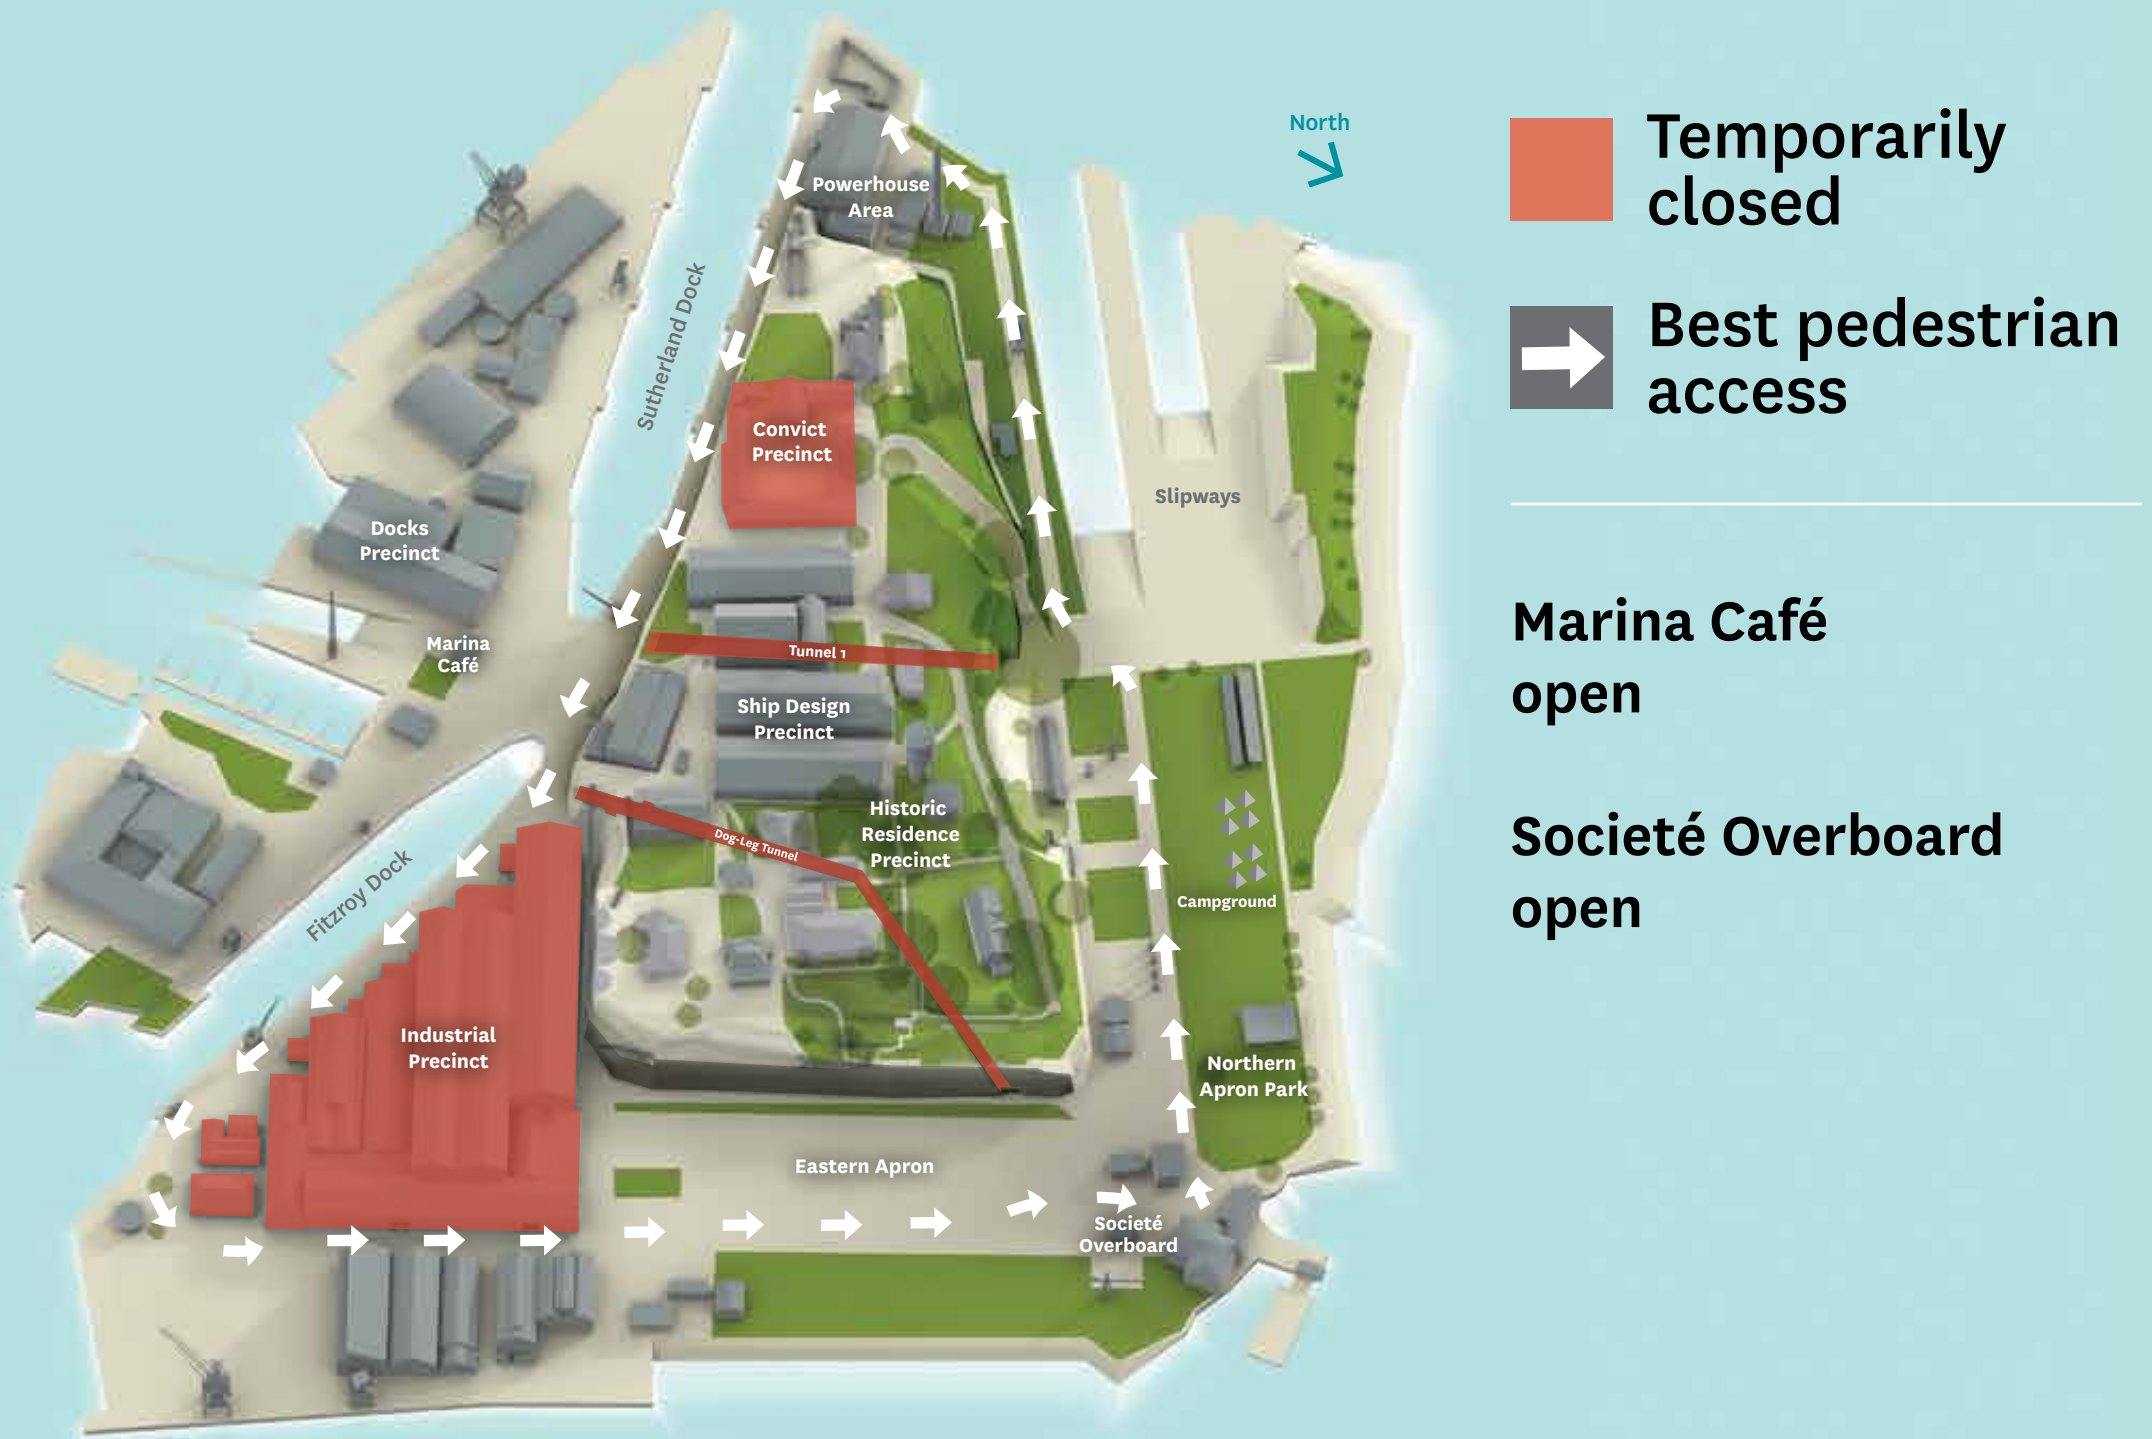 North
Powerhouse
Area
Sutherland Dock
Convict
Precinct
Slipways
Docks
Precinct
Marina
Café
Tunnel 1
Ship Design
Precinct
Historic
Residence
Precinct
Dog-Leg Tunnel
Fitzroy Dock
Campground
Industrial
Precinct
Northern
Apron Park
Eastern Apron
Societé
Overboard
Temporarily
closed
Best pedestrian
access
Marina Café
open
Societé Overboard
open